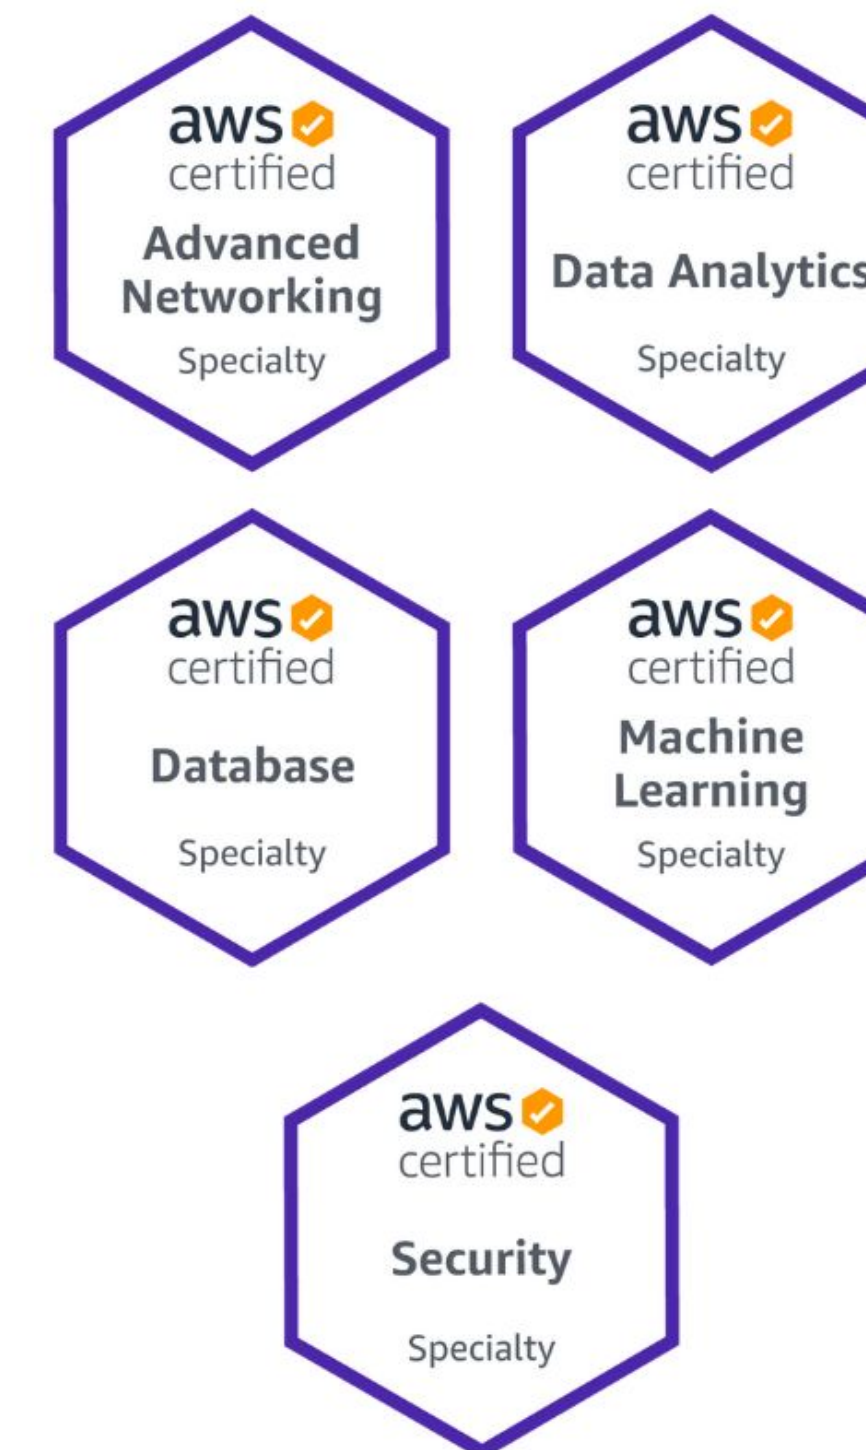 aws
certified
Advanced
Networking
Specialty
aws
certified
Data Analytics
Specialty
aws
certified
Database
Specialty
aws
certified
Machine
Learning
Specialty
aws
certified
Security
Specialty